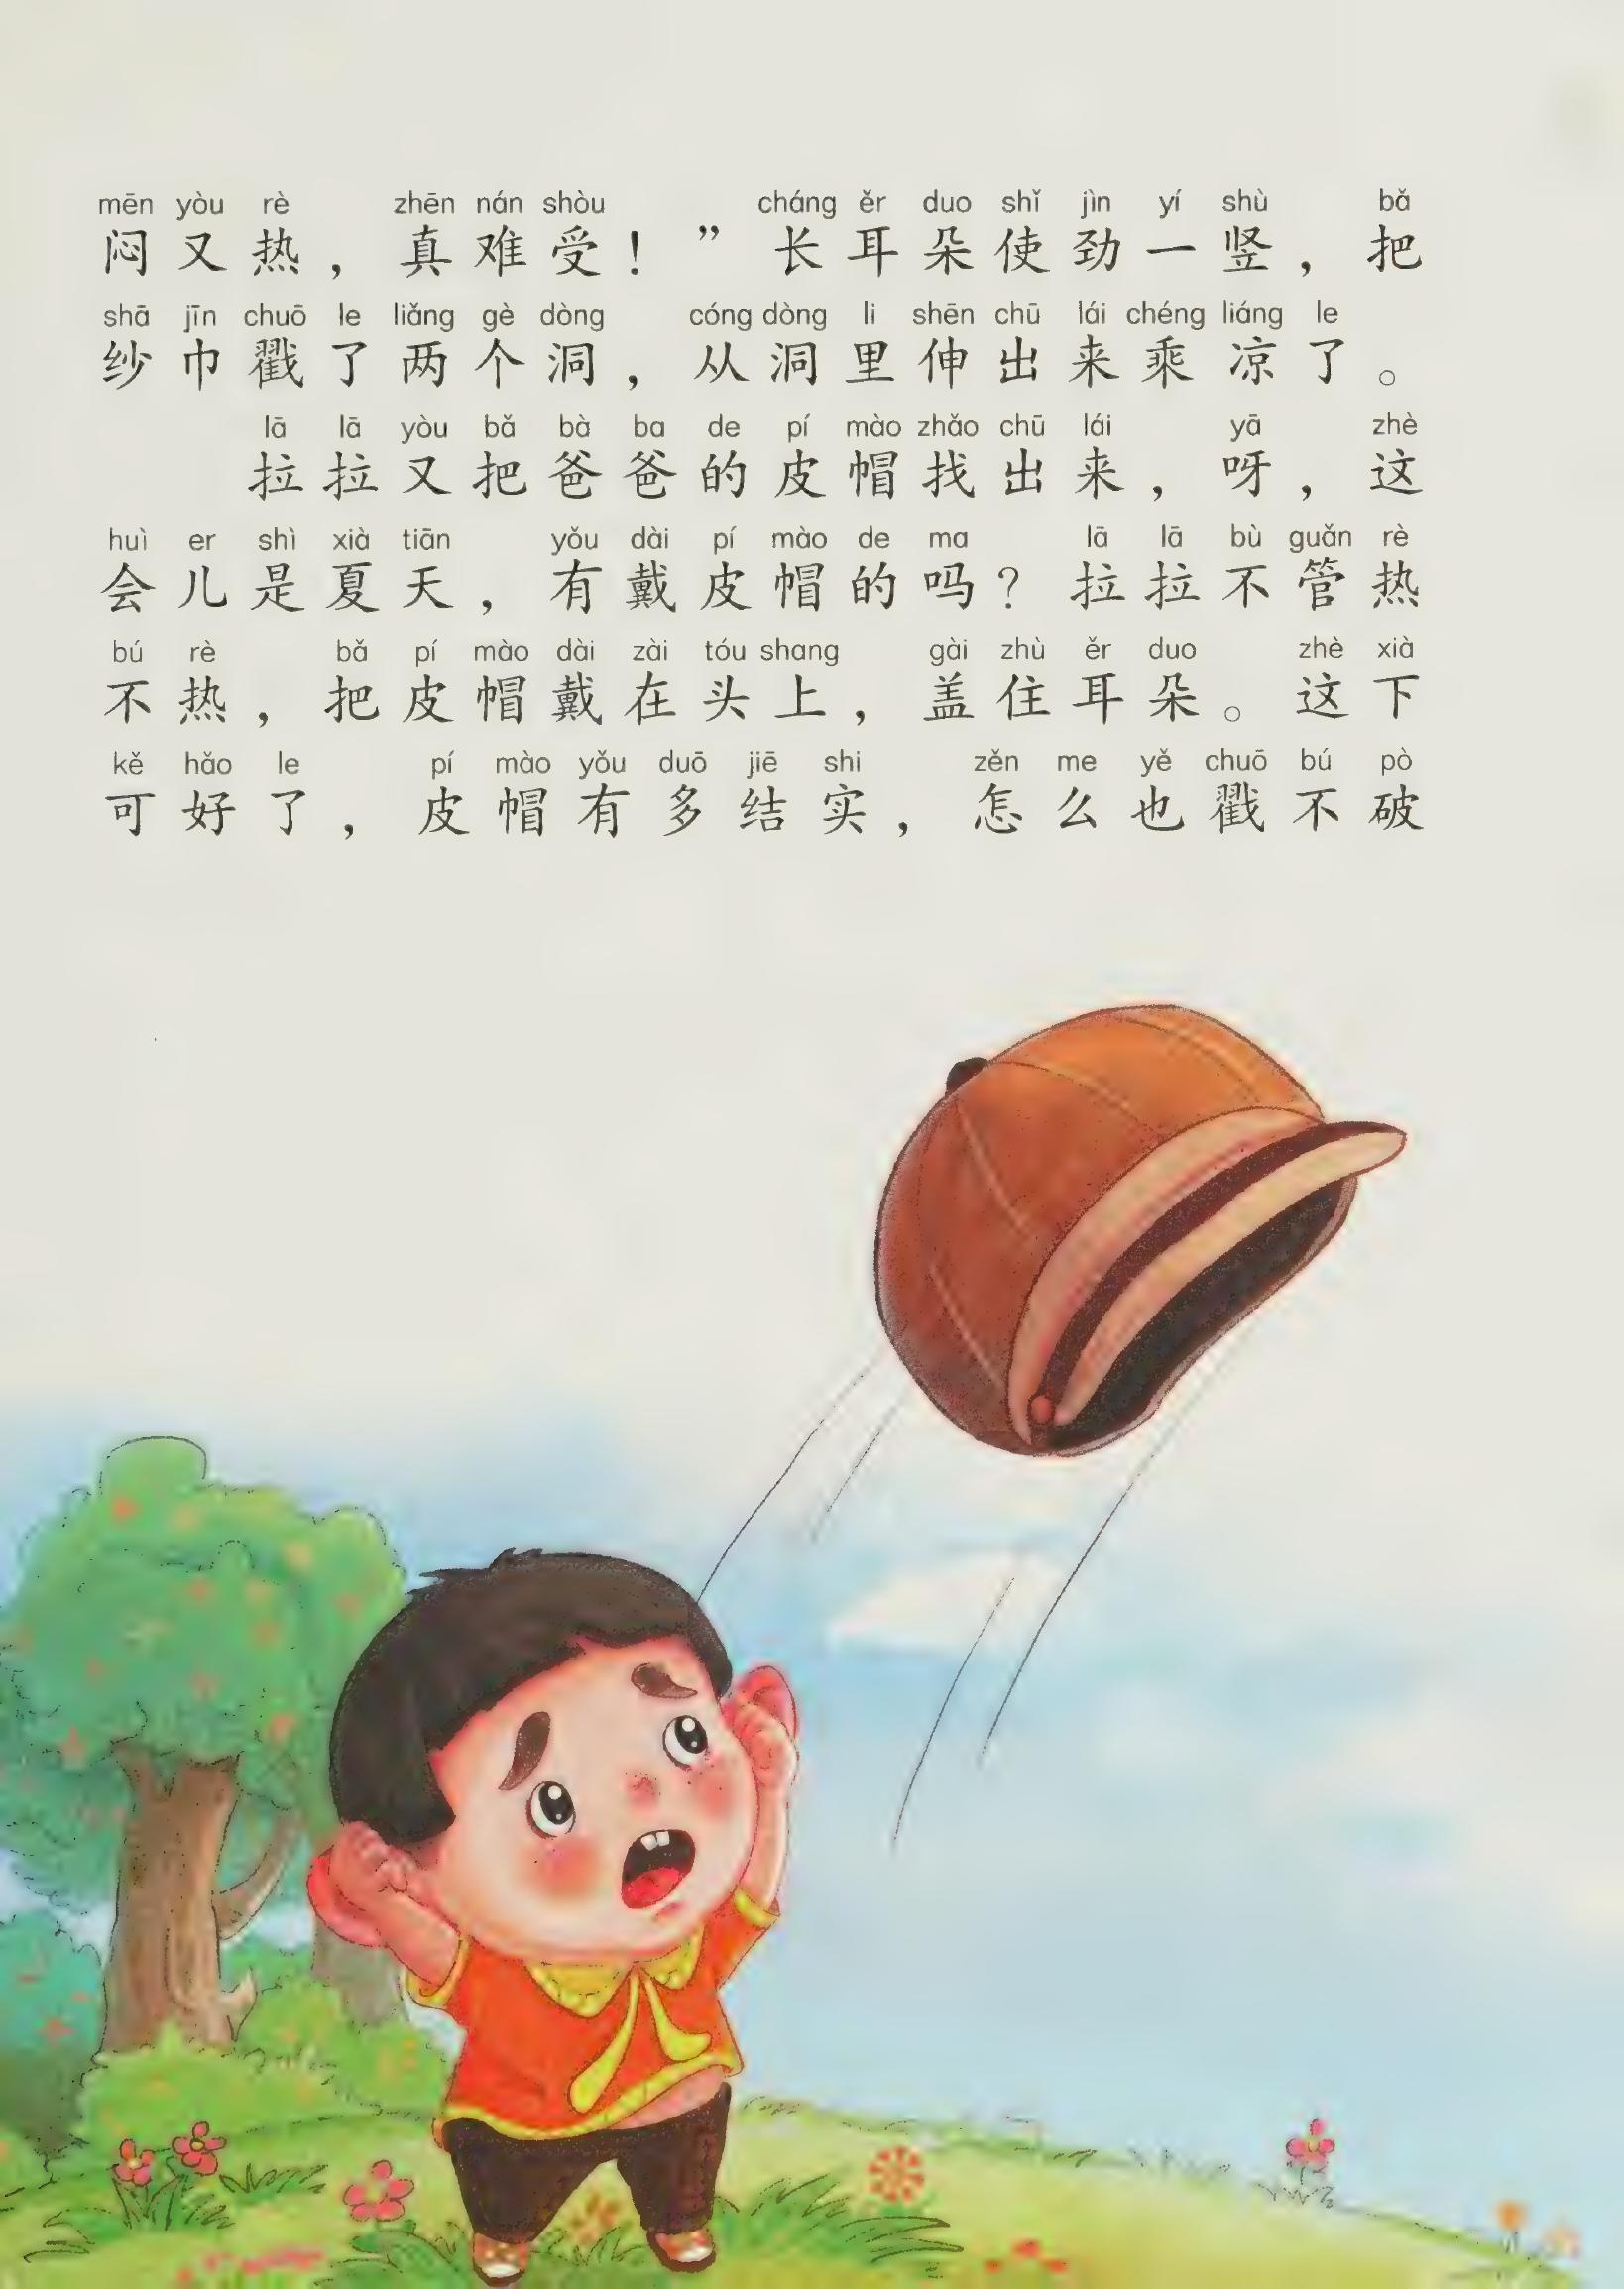 mēn yòu rè zhēn nán shòu cháng ěr duo shǐ jìn yí shù bǎ
闷又热，真难受！”长耳朵使劲一竖，把
shā jīn chuō le liǎng gè dòng cóng dòng li shēn chū lái chéng liáng le
纱巾戳了两个洞，从洞里伸出来乘凉了。
lā lā yòu bǎ bà ba de pí mào zhǎo chū lái yā zhè
拉拉又把爸爸的皮帽找出来，呀，这
huì er shì xià tiān yǒu dài pí mào de ma lā lā bù guǎn rè
会儿是夏天，有戴皮帽的吗？拉拉不管热
bú rè bǎ pí mào dài zài tóu shang gài zhù ěr duo zhè xià
不热，把皮帽戴在头上，盖住耳朵。这下
kě hǎo le pí mào yǒu duō jiē shi zěn me yě chuō bú pò
可好了，皮帽有多结实，怎么也戳不破